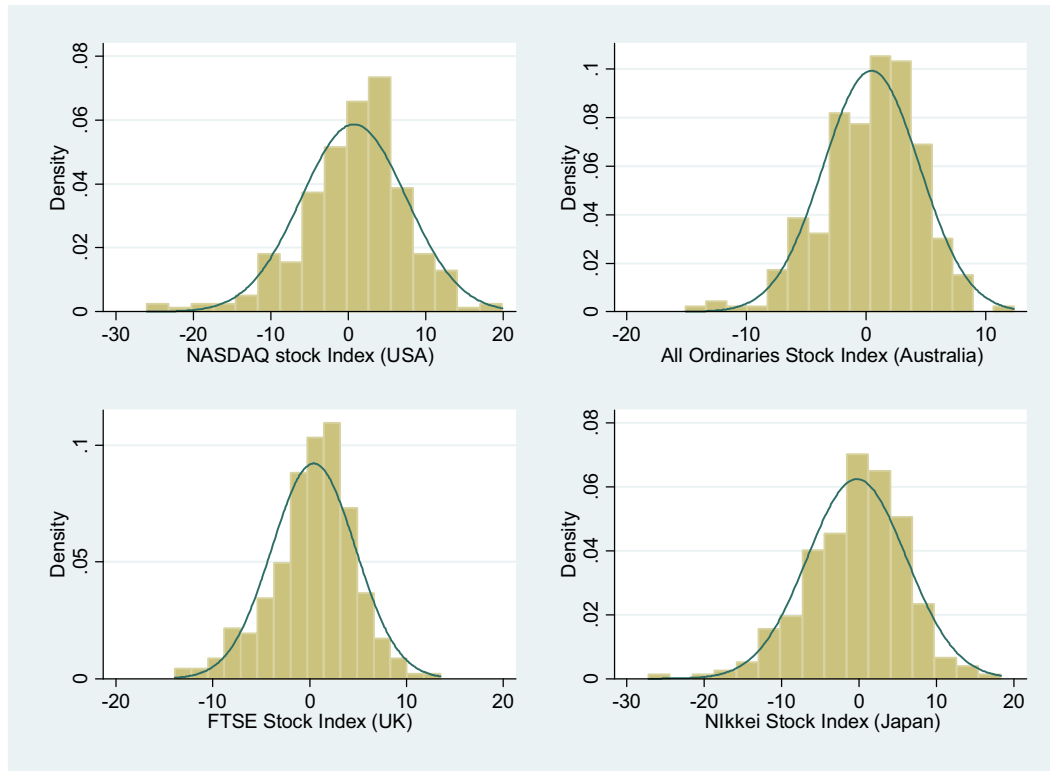 .08
.06
.04
.02
0
Density
-30 -20 -10 0 10 20
NASDAQ stock Index (USA)
.1
.08
.06
.04
.02
0
Density
-20 -10 0 10
All Ordinaries Stock Index (Australia)
.1
.05
0
Density
-20 -10 0 10 20
FTSE Stock Index (UK)
.08
.06
.04
.02
0
Density
-30 -20 -10 0 10 20
NIkkei Stock Index (Japan)